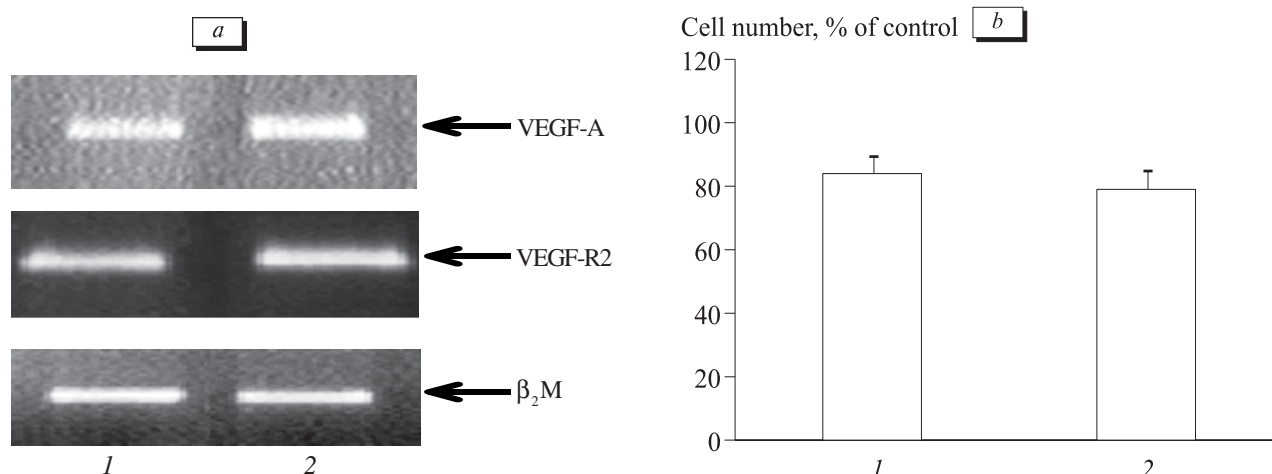 a
VEGF-A
VEGF-R2
β₂M
1 2
Cell number, % of control b
120
100
80
60
40
20
0
1 2